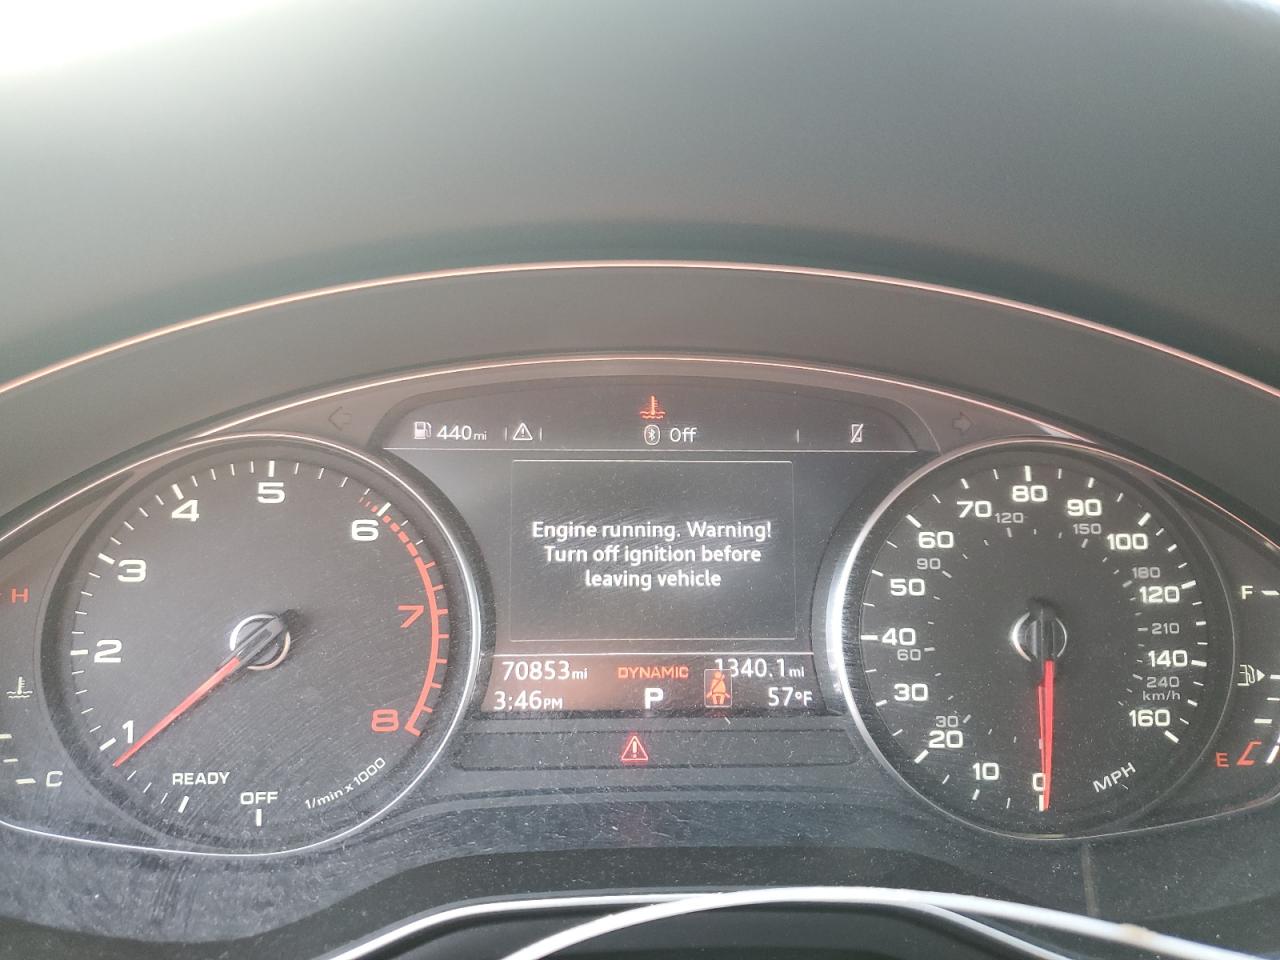 440mi
Off
Engine running. Warning!
Turn off ignition before
leaving vehicle
70853mi DYNAMIC 1340.1mi
3:46PM P 57°F
H
C
1
2
3
4
5
6
7
8
READY
OFF
1/min x 1000
0
10
20
30
40
50
60
70
80
90
100
120
140
160
MPH
30
60
90
120
150
180
210
240
km/h
F
E